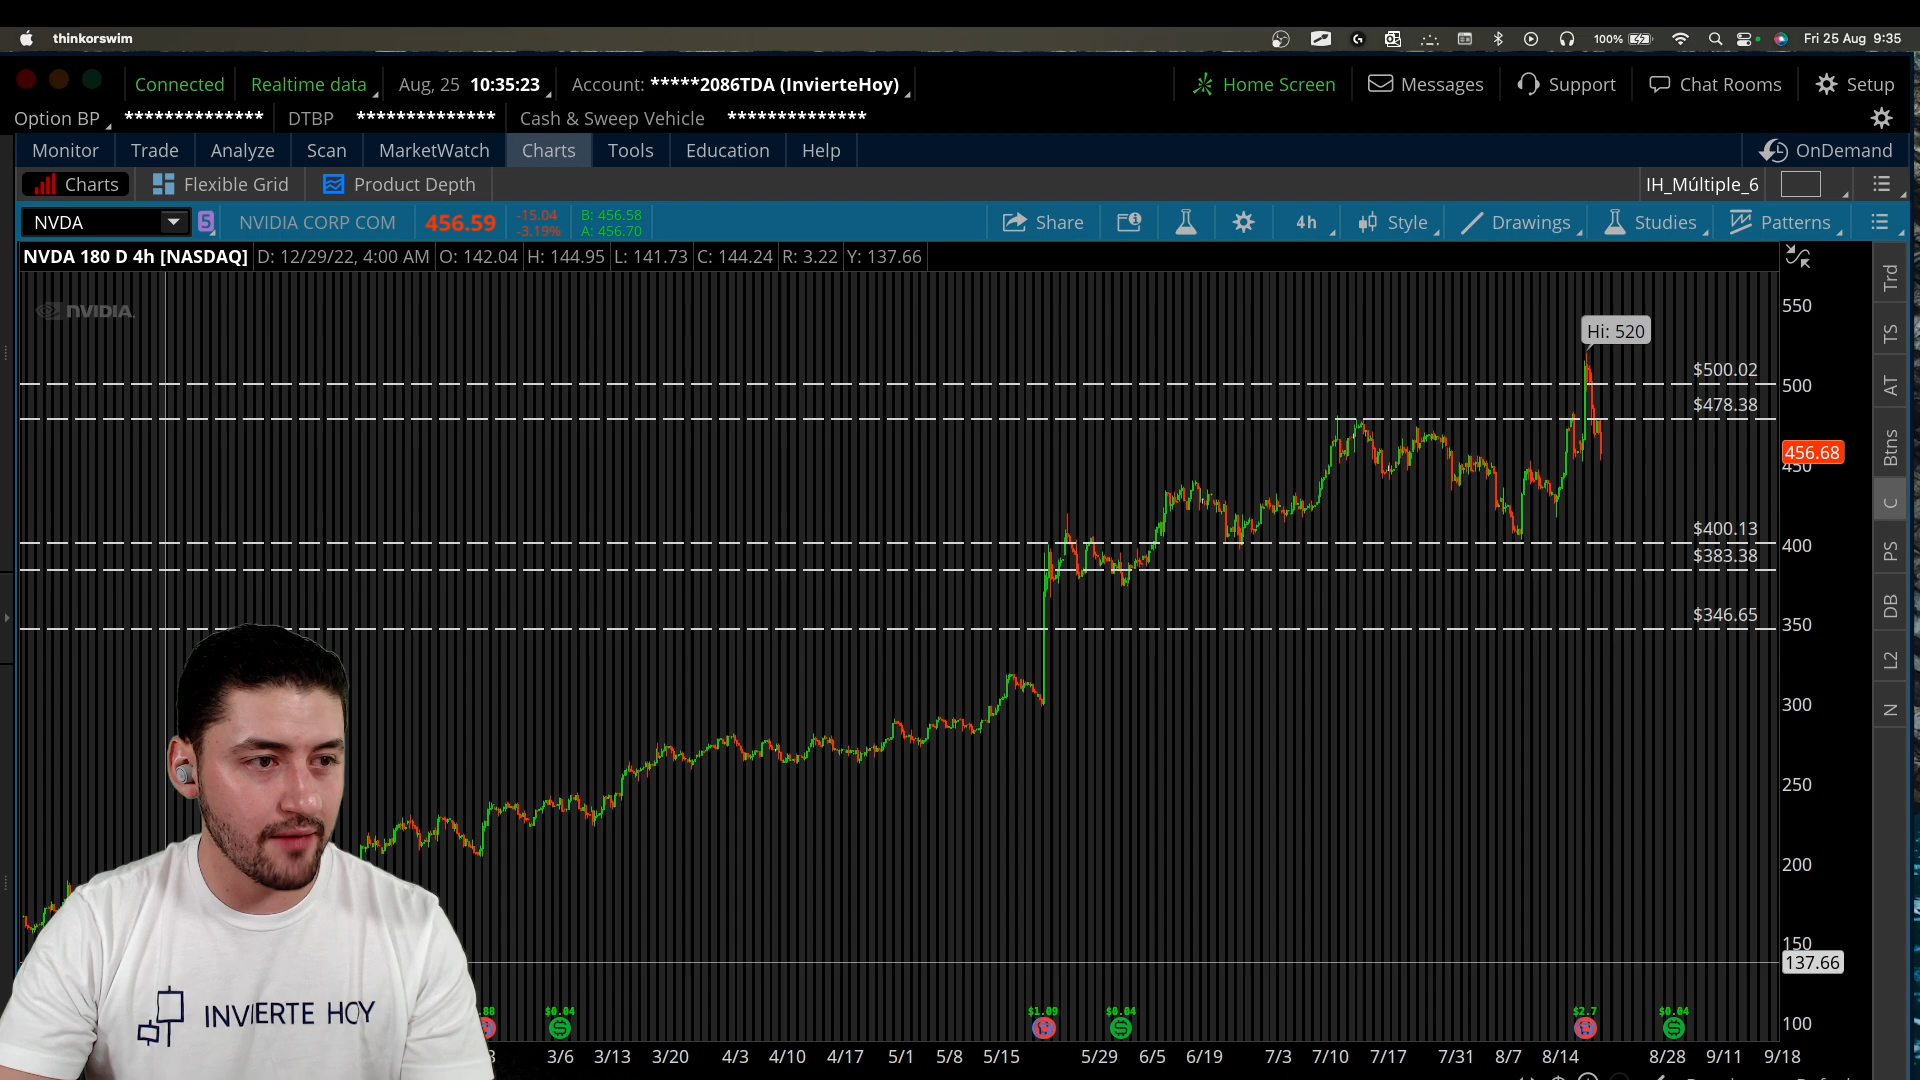 thinkorswim 100% Fri 25 Aug 9:35
Connected Realtime data Aug, 25 10:35:23 Account: *****2086TDA (InvierteHoy) Home Screen Messages Support Chat Rooms Setup
Option BP ************** DTBP ************** Cash & Sweep Vehicle **************
Monitor Trade Analyze Scan MarketWatch Charts Tools Education Help OnDemand
Charts Flexible Grid Product Depth IH_Múltiple_6
NVDA 5 NVIDIA CORP COM 456.59 -15.04 B: 456.58 Share 4h Style Drawings Studies Patterns
-3.19% A: 456.70
NVDA 180 D 4h [NASDAQ] D: 12/29/22, 4:00 AM O: 142.04 H: 144.95 L: 141.73 C: 144.24 R: 3.22 Y: 137.66
Trd
NVIDIA.
550
Hi: 520
TS
$500.02
500
AT
$478.38
456.68
450
Btns
C
$400.13
400
$383.38
PS
DB
$346.65
350
L2
300
N
250
200
150
137.66
INVIERTE HOY
.88 $0.04 $1.09 $0.04 $2.7 $0.04
100
3/6 3/13 3/20 4/3 4/10 4/17 5/1 5/8 5/15 5/29 6/5 6/19 7/3 7/10 7/17 7/31 8/7 8/14 8/28 9/11 9/18